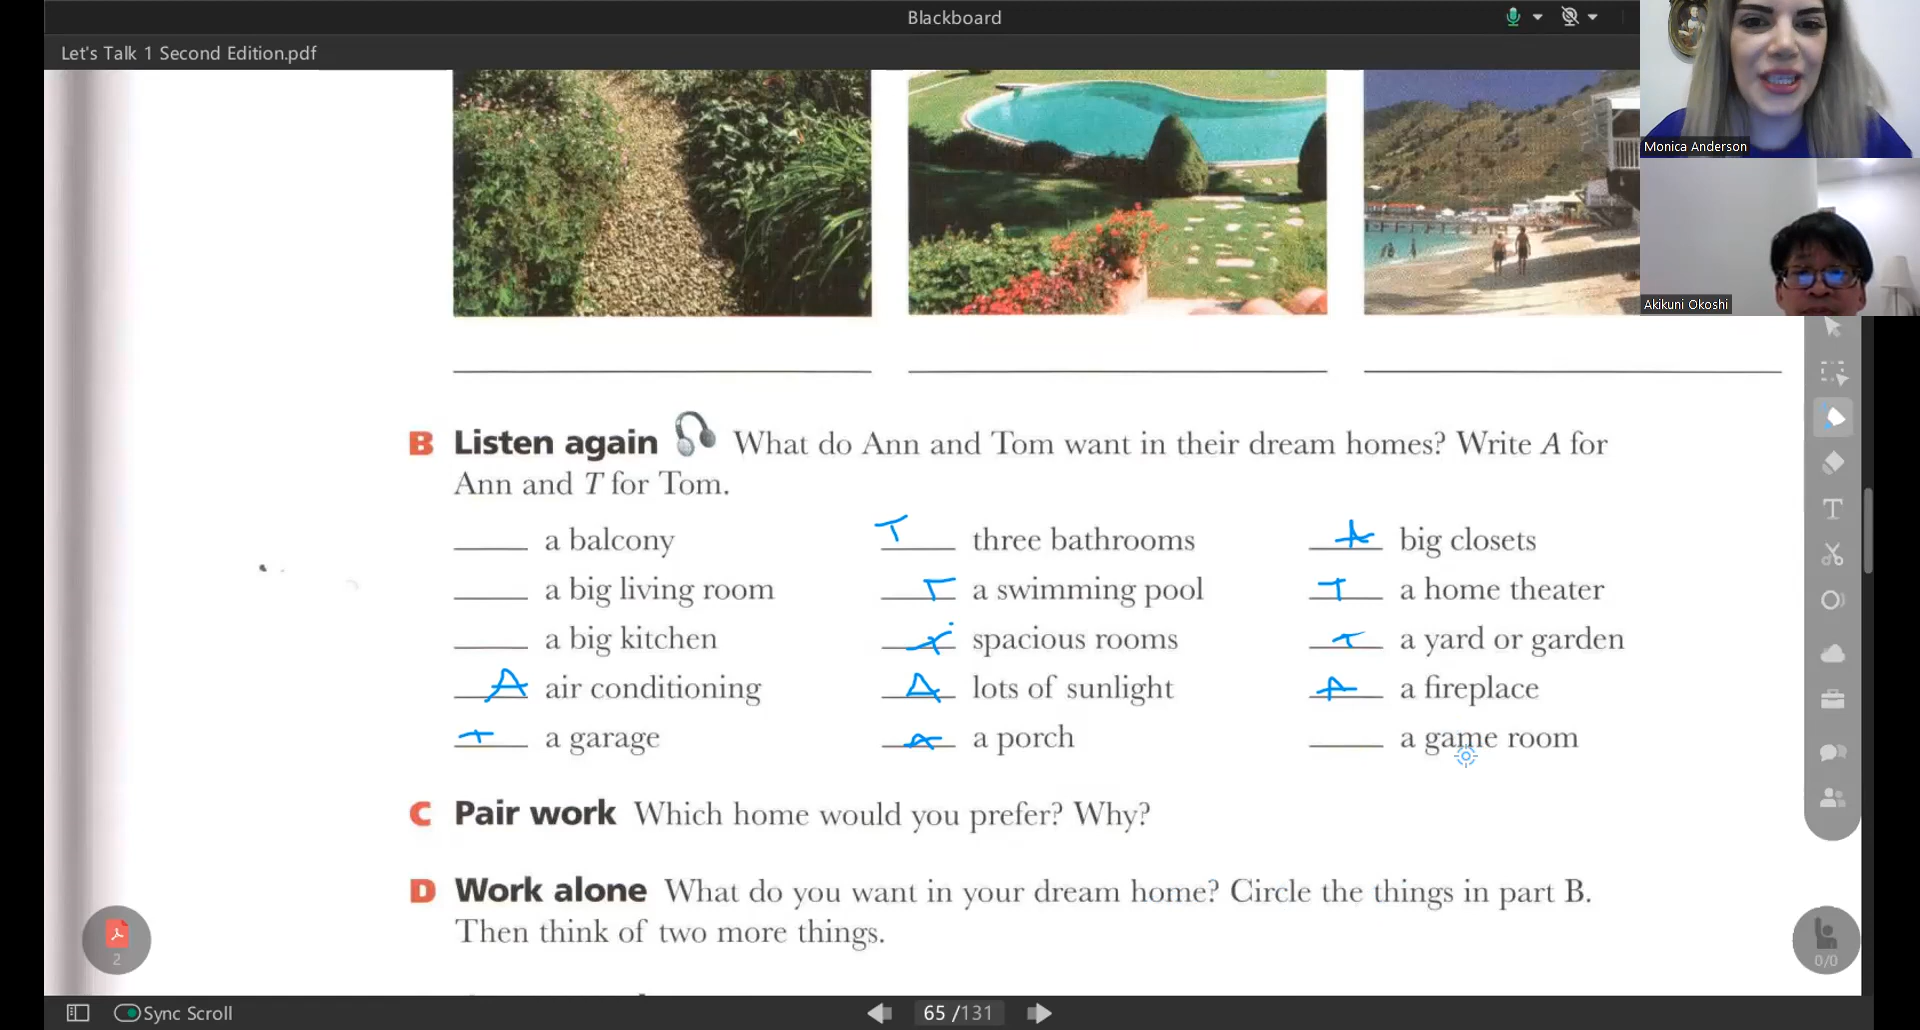 Blackboard
Let's Talk 1 Second Edition.pdf
Monica Anderson
Akikuni Okoshi
B Listen again What do Ann and Tom want in their dream homes? Write A for
Ann and T for Tom.
___ a balcony T three bathrooms A big closets
___ a big living room T a swimming pool T a home theater
___ a big kitchen spacious rooms T a yard or garden
A air conditioning A lots of sunlight A a fireplace
T a garage A a porch ___ a game room
C Pair work Which home would you prefer? Why?
D Work alone What do you want in your dream home? Circle the things in part B.
Then think of two more things.
2
0/0
Sync Scroll
65 /131